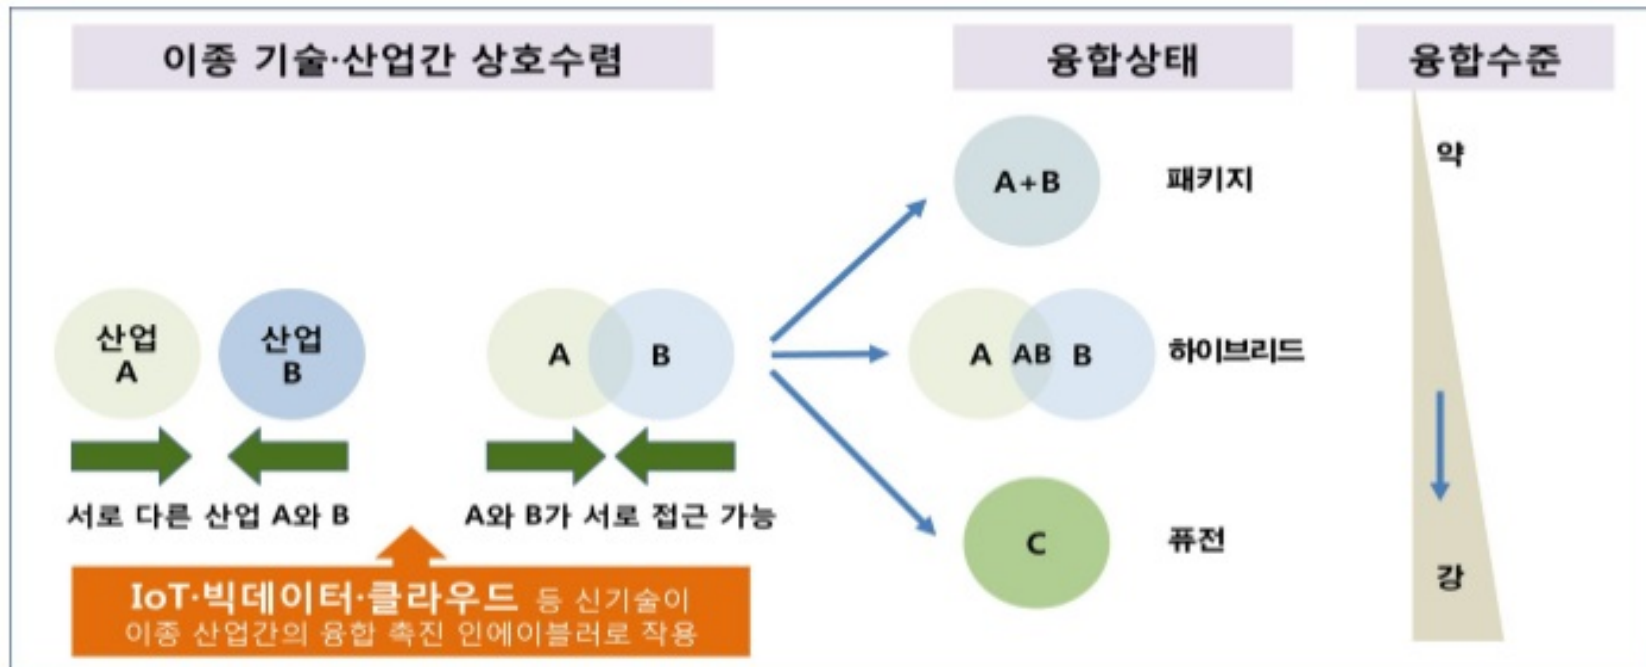 이종 기술·산업간 상호수렴
융합상태
융합수준
약
A+B
패키지
산업
A
산업
B
A
B
A
AB
B
하이브리드
서로 다른 산업 A와 B
A와 B가 서로 접근 가능
C
퓨전
강
IoT·빅데이터·클라우드 등 신기술이
이종 산업간의 융합 촉진 인에이블러로 작용